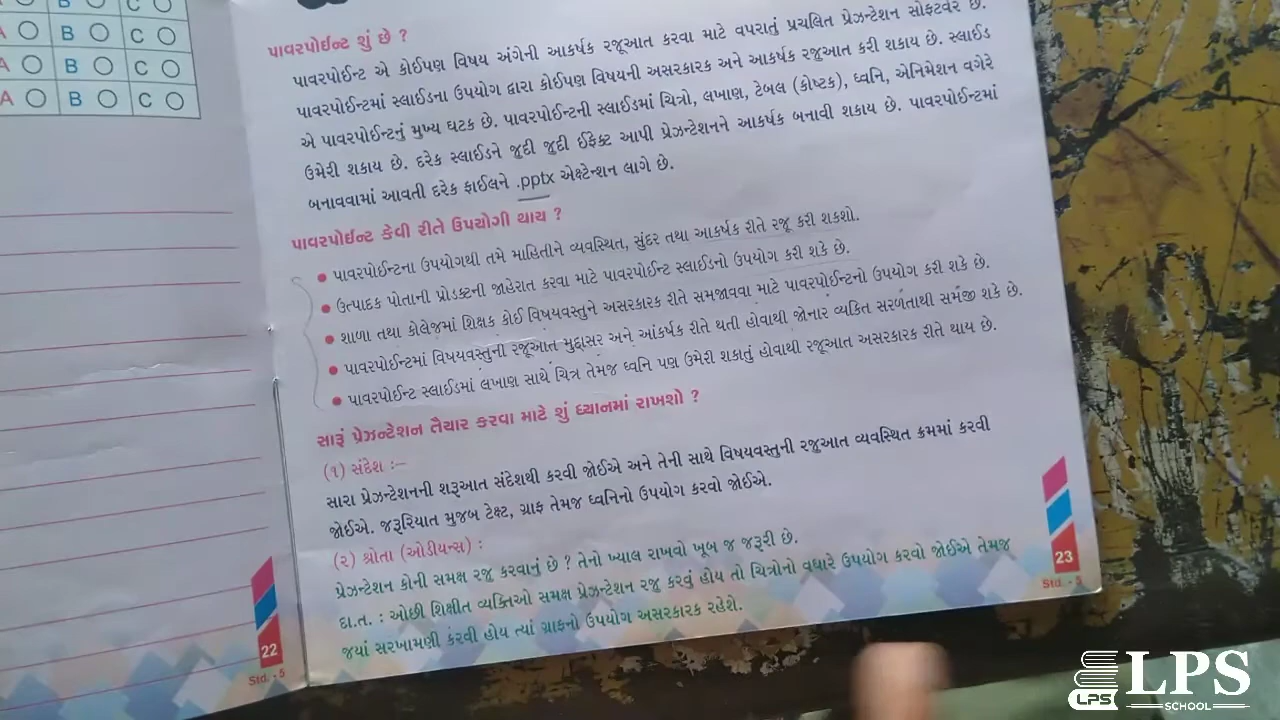 B C
A B C
A B C
A B C
પાવરપોઈન્ટ શું છે ?
પાવરપોઈન્ટ એ કોઈપણ વિષય અંગેની આકર્ષક રજૂઆત કરવા માટે વપરાતું પ્રચલિત પ્રેઝન્ટેશન સોફ્ટવેર છે.
પાવરપોઈન્ટમાં સ્લાઈડના ઉપયોગ દ્વારા કોઈપણ વિષયની અસરકારક અને આકર્ષક રજુઆત કરી શકાય છે. સ્લાઈડ
એ પાવરપોઈન્ટનું મુખ્ય ઘટક છે. પાવરપોઈન્ટની સ્લાઈડમાં ચિત્રો, લખાણ, ટેબલ (કોષ્ટક), ધ્વનિ, એનિમેશન વગેરે
ઉમેરી શકાય છે. દરેક સ્લાઈડને જૂદી જૂદી ઈફેક્ટ આપી પ્રેઝન્ટેશનને આકર્ષક બનાવી શકાય છે. પાવરપોઈન્ટમાં
બનાવવામાં આવતી દરેક ફાઈલને .pptx એક્ષ્ટેન્શન લાગે છે.
પાવરપોઈન્ટ કેવી રીતે ઉપયોગી થાય ?
● પાવરપોઈન્ટના ઉપયોગથી તમે માહિતીને વ્યવસ્થિત, સુંદર તથા આકર્ષક રીતે રજૂ કરી શકશો.
● ઉત્પાદક પોતાની પ્રોડક્ટની જાહેરાત કરવા માટે પાવરપોઈન્ટ સ્લાઈડનો ઉપયોગ કરી શકે છે.
● શાળા તથા કોલેજમાં શિક્ષક કોઈ વિષયવસ્તુને અસરકારક રીતે સમજાવવા માટે પાવરપોઈન્ટનો ઉપયોગ કરી શકે છે.
● પાવરપોઈન્ટમાં વિષયવસ્તુની રજૂઆત મુદ્દાસર અને આંકર્ષક રીતે થતી હોવાથી જોનાર વ્યકિત સરળતાથી સમજી શકે છે.
● પાવરપોઈન્ટ સ્લાઈડમાં લખાણ સાથે ચિત્ર તેમજ ધ્વનિ પણ ઉમેરી શકાતું હોવાથી રજૂઆત અસરકારક રીતે થાય છે.
સારૂં પ્રેઝન્ટેશન તૈયાર કરવા માટે શું ધ્યાનમાં રાખશો ?
(૧) સંદેશ :–
સારા પ્રેઝન્ટેશનની શરૂઆત સંદેશથી કરવી જોઈએ અને તેની સાથે વિષયવસ્તુની રજુઆત વ્યવસ્થિત ક્રમમાં કરવી
જોઈએ. જરૂરિયાત મુજબ ટેક્ષ્ટ, ગ્રાફ તેમજ ધ્વનિનો ઉપયોગ કરવો જોઈએ.
(૨) શ્રોતા (ઓડીયન્સ) :
પ્રેઝન્ટેશન કોની સમક્ષ રજ કરવાનું છે ? તેનો ખ્યાલ રાખવો ખૂબ જ જરૂરી છે.
દા.ત. : ઓછી શિક્ષીત વ્યક્તિઓ સમક્ષ પ્રેઝન્ટેશન રજુ કરવું હોય તો ચિત્રોનો વધારે ઉપયોગ કરવો જોઈએ તેમજ
જયાં સરખામણી કરવી હોય ત્યાં ગ્રાફનો ઉપયોગ અસરકારક રહેશે.
22
Std. - 5
23
Std. - 5
LPS
LPS
SCHOOL